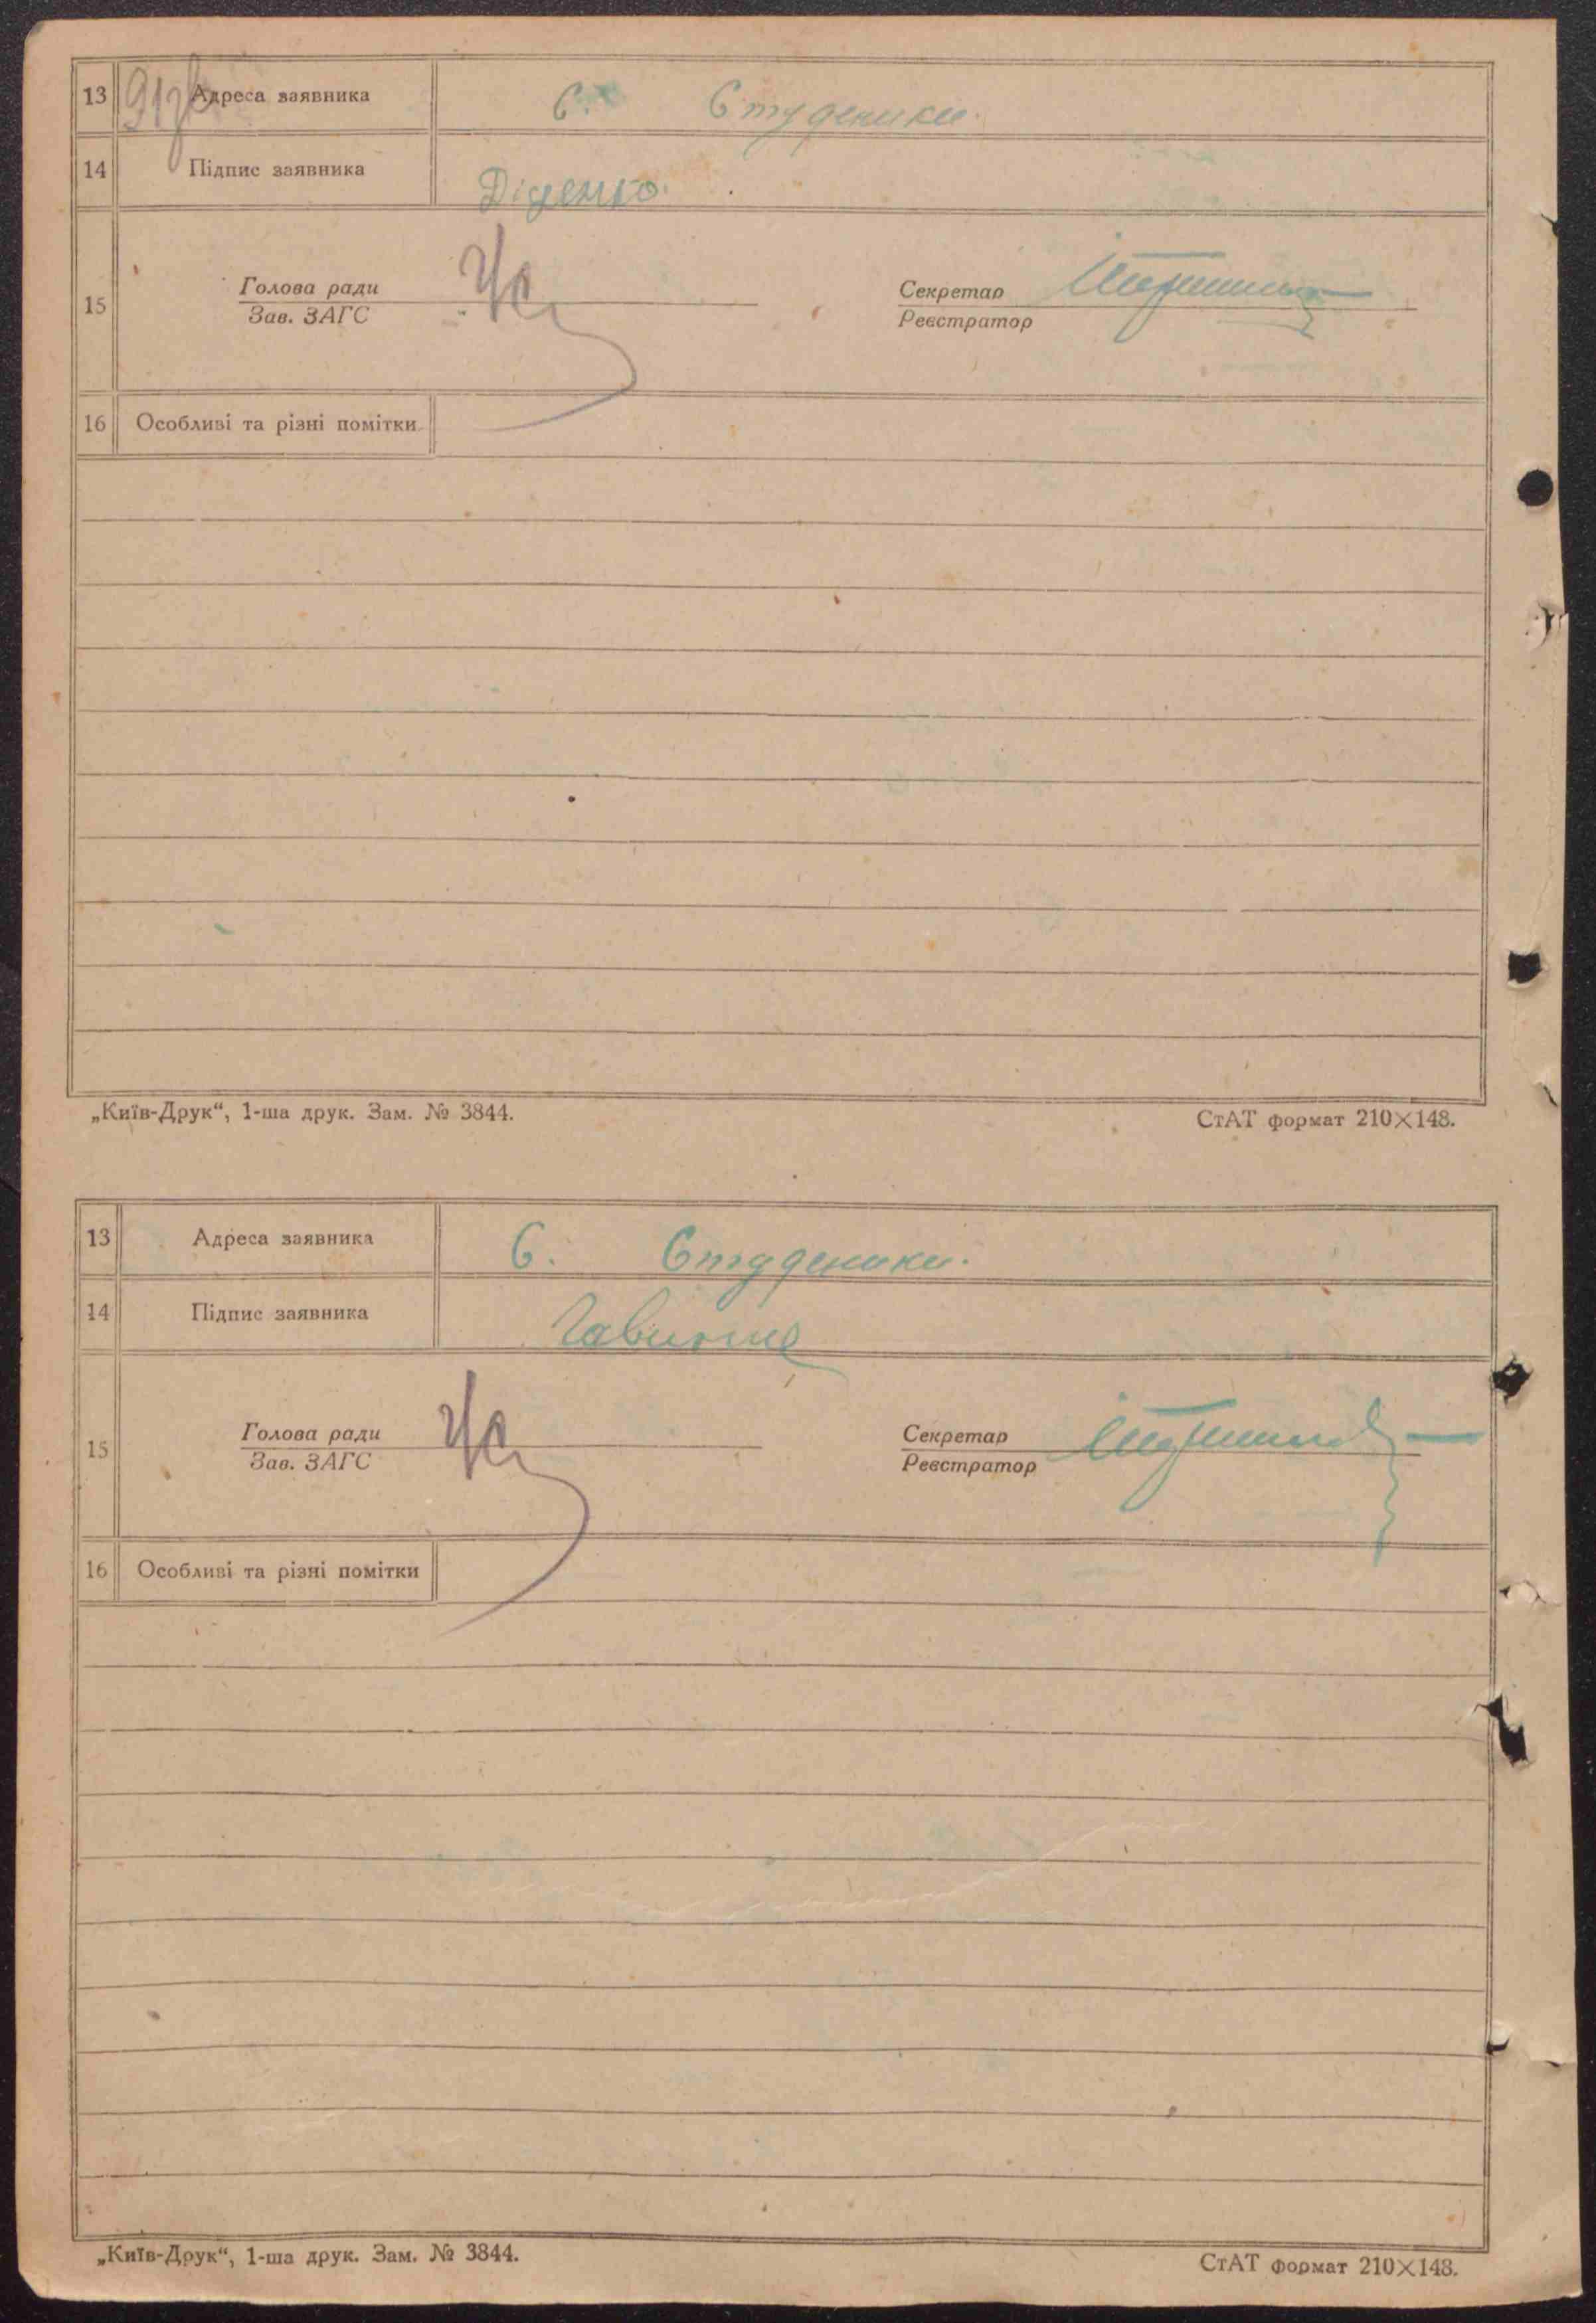 13 Адреса заявника С. Студеники.
14 Підпис заявника Діденко.
15 Голова ради Секретар
Зав. ЗАГС Реєстратор
16 Особливі та різні помітки
„Київ-Друк“, 1-ша друк. Зам. № 3844. СтАТ формат 210×148.
13 Адреса заявника С. Студеники.
14 Підпис заявника
15 Голова ради Секретар
Зав. ЗАГС Реєстратор
16 Особливі та різні помітки
„Київ-Друк“, 1-ша друк. Зам. № 3844. СтАТ формат 210×148.